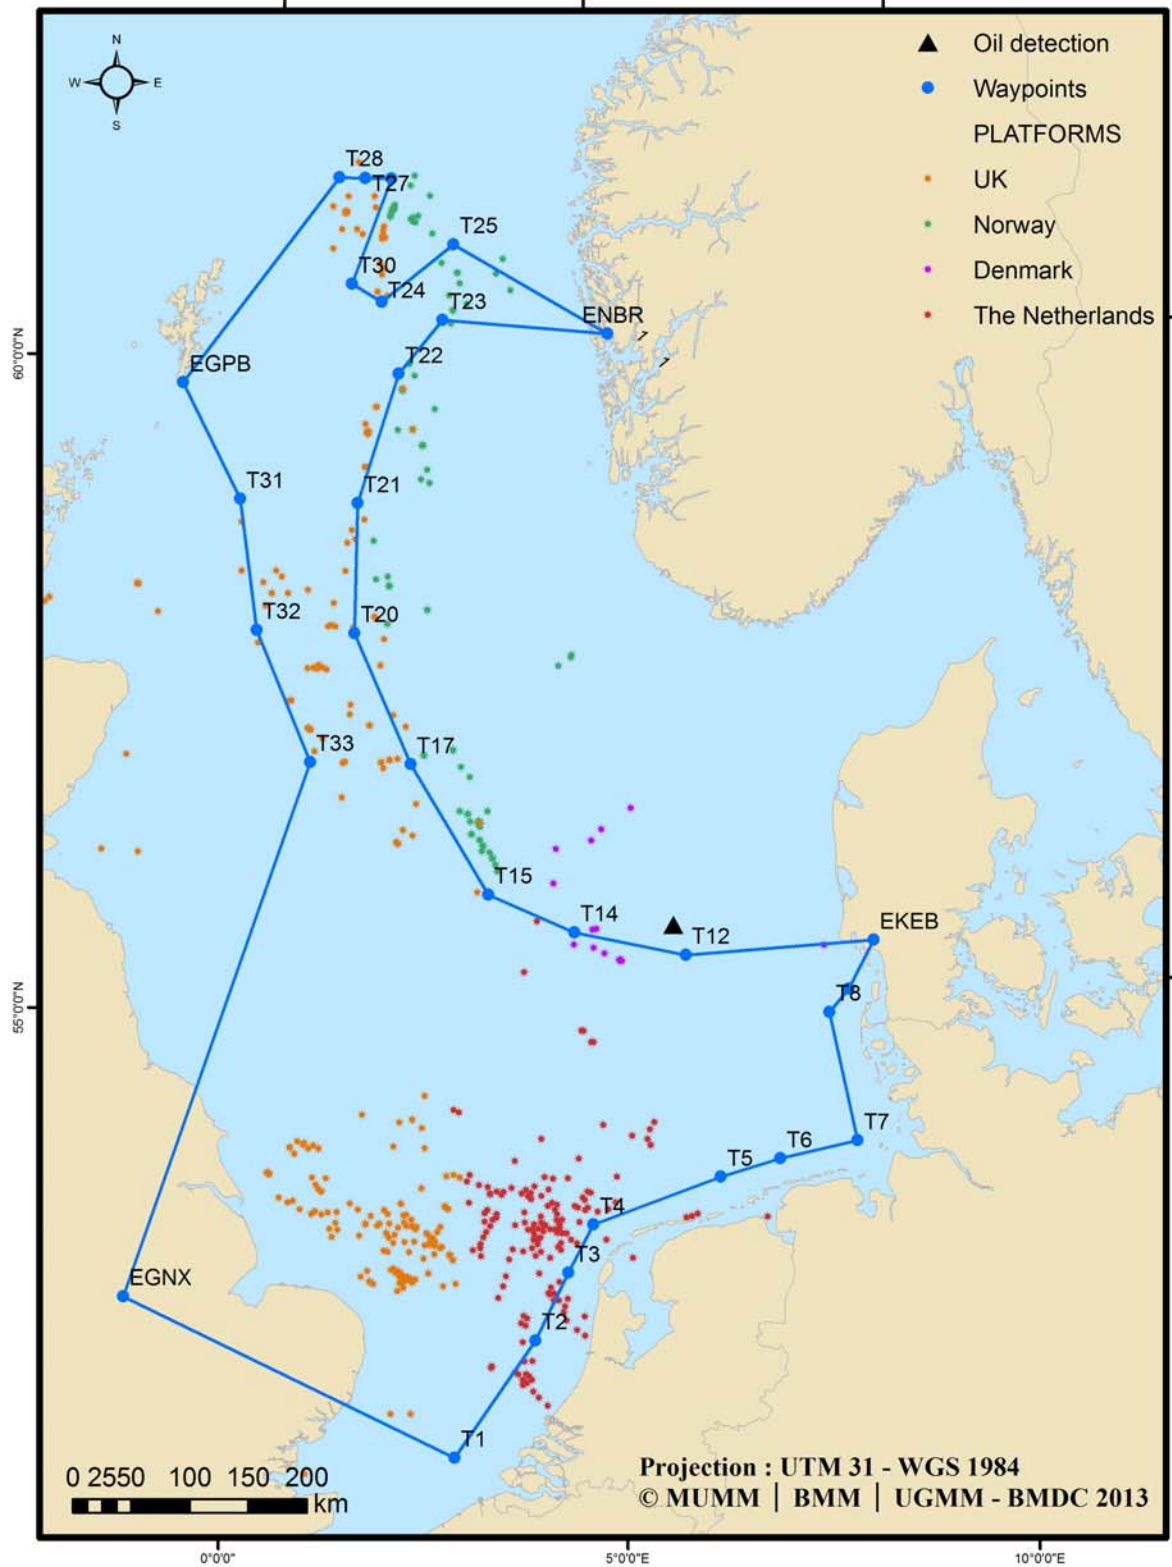 N
W E
S
Oil detection
Waypoints
PLATFORMS
UK
Norway
Denmark
The Netherlands
T28
T27
T25
T30
T24
T23
ENBR
60°0'0"N
EGPB
T22
T31
T21
T32
T20
T33
T17
T15
T14
T12
EKEB
55°0'0"N
T8
T7
T6
T5
T4
T3
EGNX
T2
T1
0 25 50 100 150 200
km
Projection : UTM 31 - WGS 1984
© MUMM | BMM | UGMM - BMDC 2013
0°0'0" 5°0'0"E 10°0'0"E